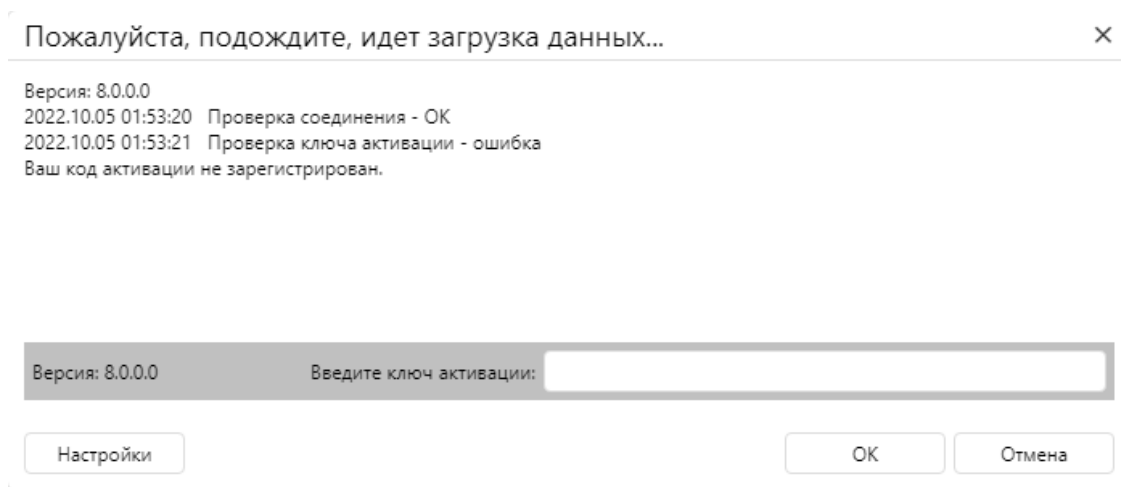 Пожалуйста, подождите, идет загрузка данных...
Версия: 8.0.0.0
2022.10.05 01:53:20 Проверка соединения - ОК
2022.10.05 01:53:21 Проверка ключа активации - ошибка
Ваш код активации не зарегистрирован.
Версия: 8.0.0.0 Введите ключ активации:
Настройки ОК Отмена